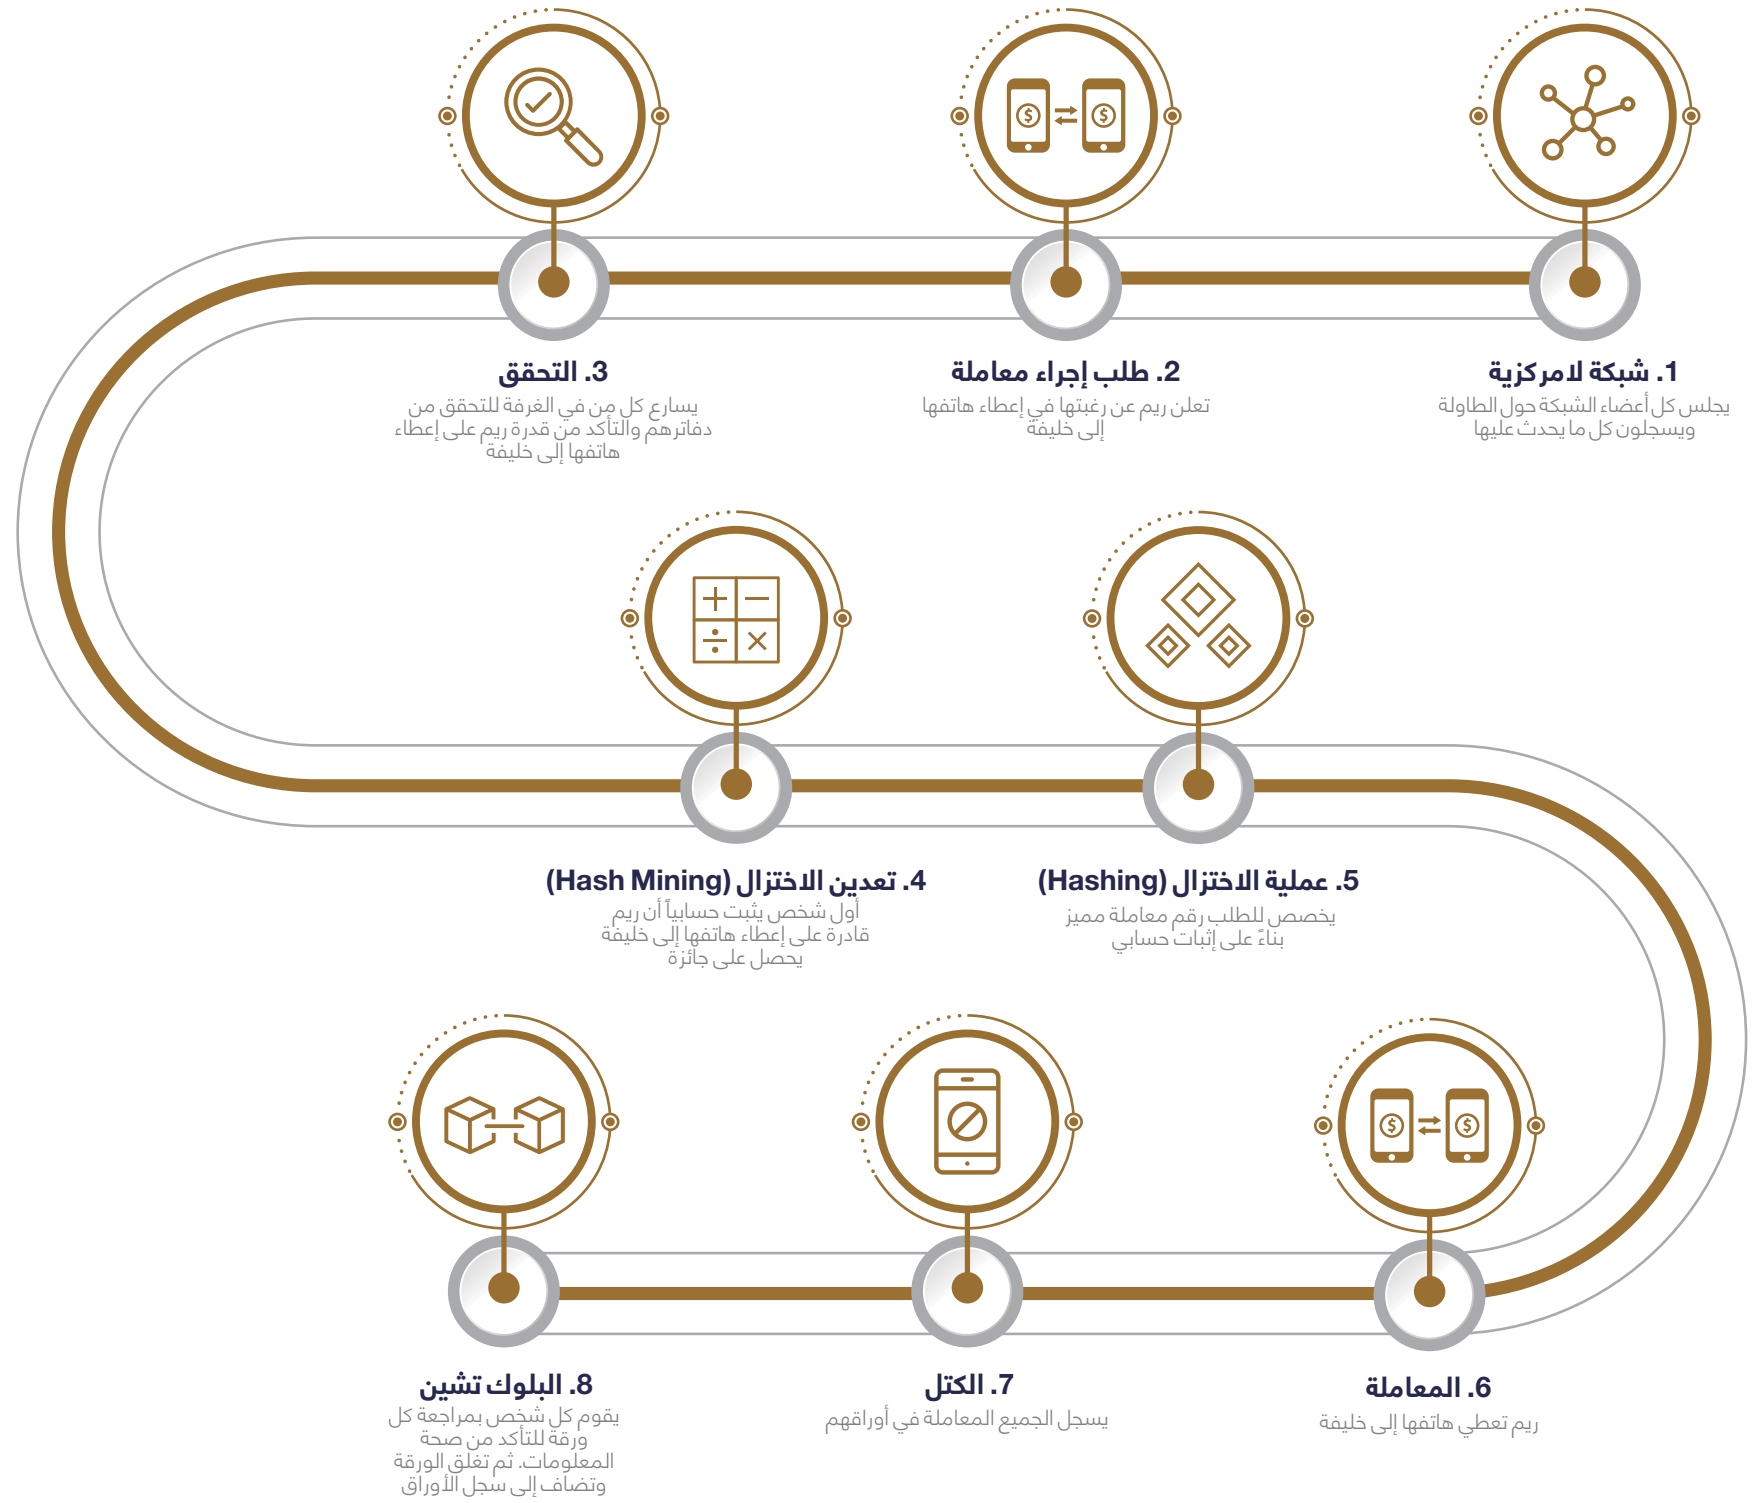 1. شبكة لامركزية
يجلس كل أعضاء الشبكة حول الطاولة
ويسجلون كل ما يحدث عليها
2. طلب إجراء معاملة
تعلن ريم عن رغبتها في إعطاء هاتفها
إلى خليفة
3. التحقق
يسارع كل من في الغرفة للتحقق من
دفاترهم والتأكد من قدرة ريم على إعطاء
هاتفها إلى خليفة
4. تعدين الاختزال (Hash Mining)
أول شخص يثبت حسابياً أن ريم
قادرة على إعطاء هاتفها إلى خليفة
يحصل على جائزة
5. عملية الاختزال (Hashing)
يخصص للطلب رقم معاملة مميز
بناءً على إثبات حسابي
6. المعاملة
ريم تعطي هاتفها إلى خليفة
7. الكتل
يسجل الجميع المعاملة في أوراقهم
8. البلوك تشين
يقوم كل شخص بمراجعة كل
ورقة للتأكد من صحة
المعلومات. ثم تغلق الورقة
وتضاف إلى سجل الأوراق